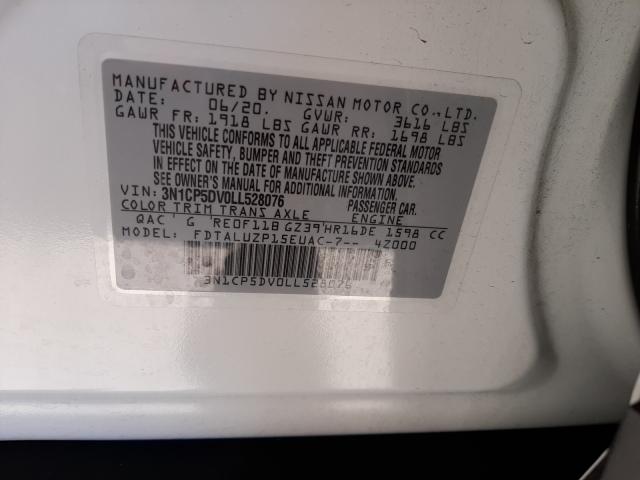 MANUFACTURED BY NISSAN MOTOR CO.,LTD.
DATE: 06/20. GVWR: 3616 LBS
GAWR FR: 1918 LBS GAWR RR: 1698 LBS
THIS VEHICLE CONFORMS TO ALL APPLICABLE FEDERAL MOTOR
VEHICLE SAFETY, BUMPER AND THEFT PREVENTION STANDARDS
IN EFFECT ON THE DATE OF MANUFACTURE SHOWN ABOVE.
SEE OWNER'S MANUAL FOR ADDITIONAL INFORMATION.
VIN: 3N1CP5DV0LL528076 PASSENGER CAR.
COLOR TRIM TRANS AXLE ENGINE
QAC G RE0F11B GZ39 HR16DE 1598 CC
MODEL: FDTALUZP15EUAC-7-- 4Z000
3N1CP5DV0LL528076